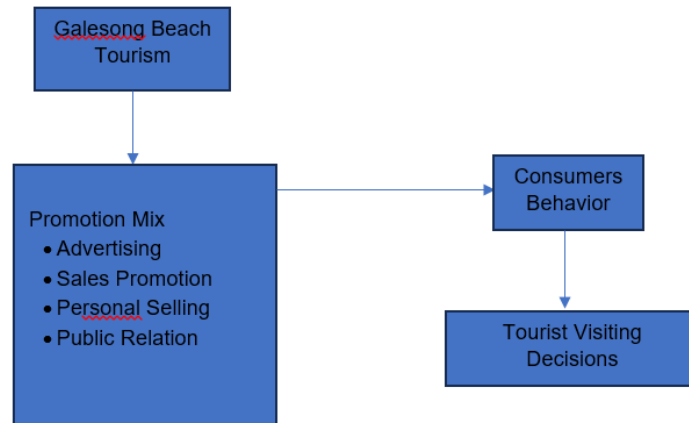 Galesong Beach
Tourism
Promotion Mix
• Advertising
• Sales Promotion
• Personal Selling
• Public Relation
Consumers
Behavior
Tourist Visiting
Decisions